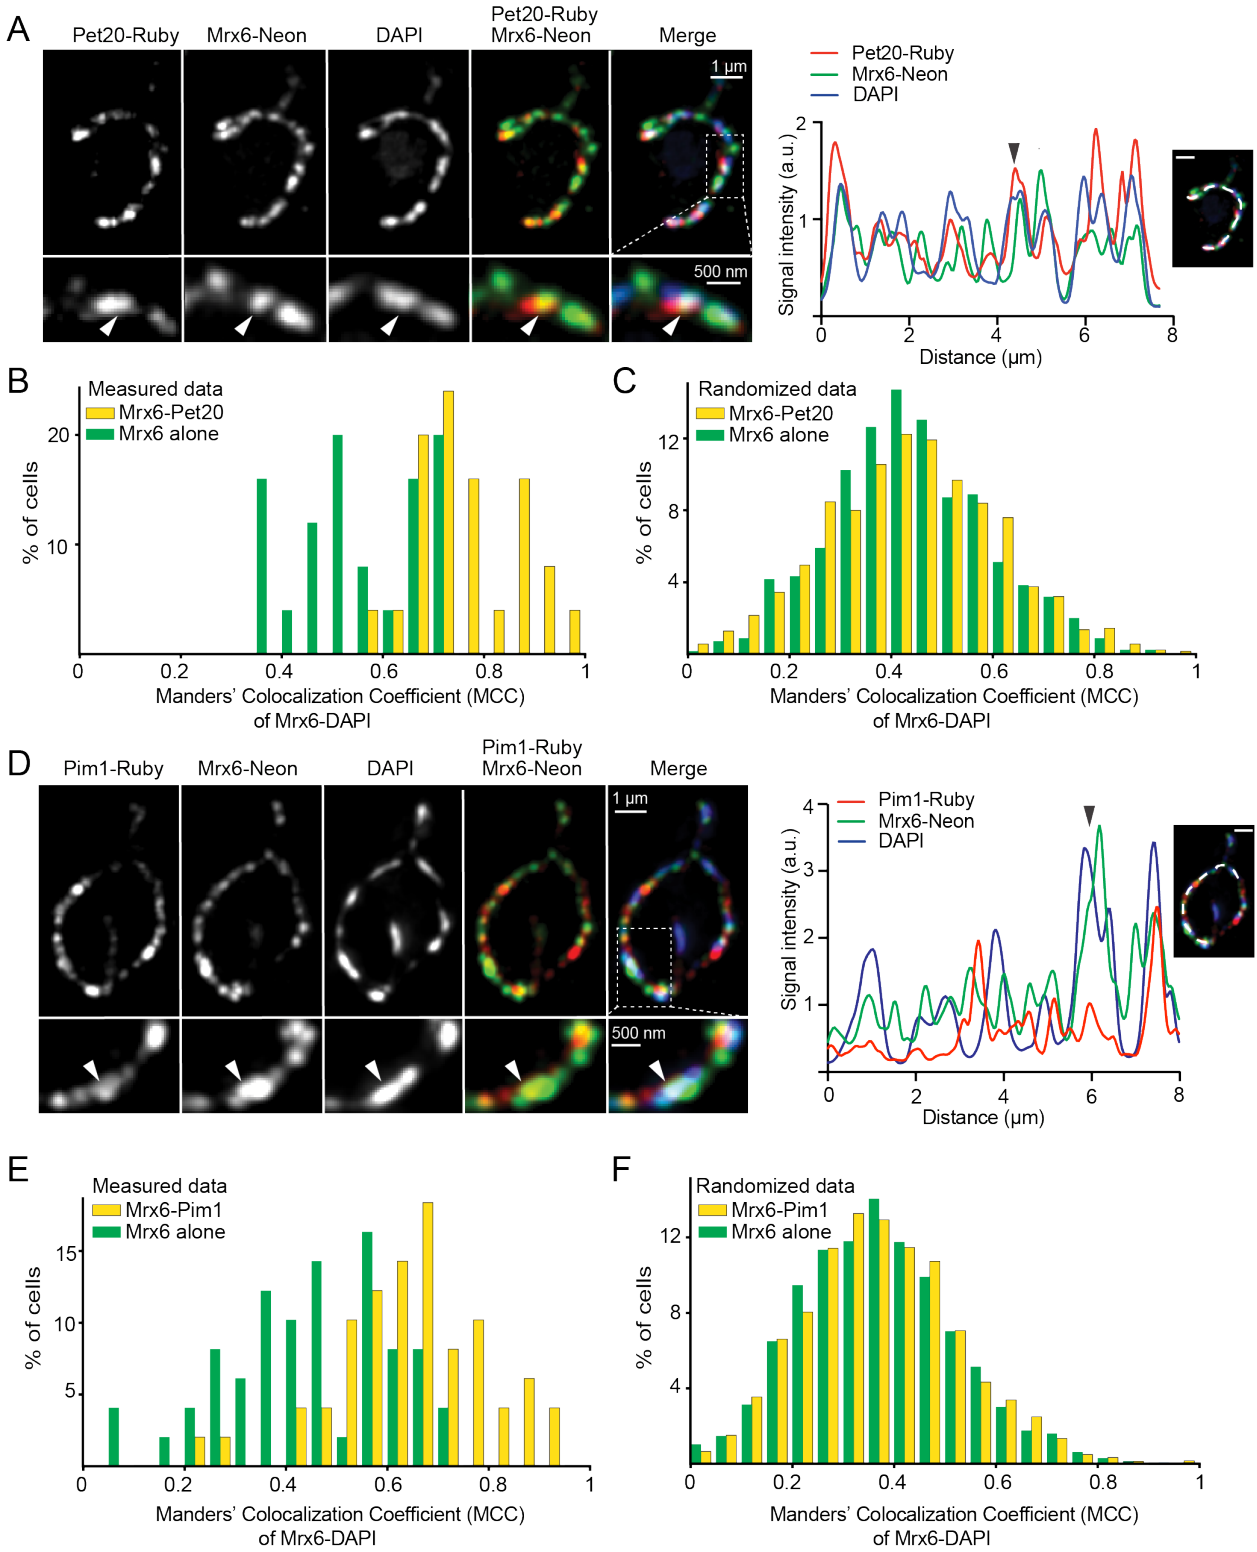 A
Pet20-Ruby
Mrx6-Neon
DAPI
Pet20-Ruby
Mrx6-Neon
Merge
1 µm
500 nm
Pet20-Ruby
Mrx6-Neon
DAPI
Signal intensity (a.u.)
2
1
0
0
2
4
6
8
Distance (µm)
B
Measured data
Mrx6-Pet20
Mrx6 alone
% of cells
20
10
0
0.2
0.4
0.6
0.8
1
Manders’ Colocalization Coefficient (MCC)
of Mrx6-DAPI
C
Randomized data
Mrx6-Pet20
Mrx6 alone
% of cells
12
8
4
0
0.2
0.4
0.6
0.8
1
Manders’ Colocalization Coefficient (MCC)
of Mrx6-DAPI
D
Pim1-Ruby
Mrx6-Neon
DAPI
Pim1-Ruby
Mrx6-Neon
Merge
1 µm
500 nm
Pim1-Ruby
Mrx6-Neon
DAPI
Signal intensity (a.u.)
4
3
2
1
0
2
4
6
8
Distance (µm)
E
Measured data
Mrx6-Pim1
Mrx6 alone
% of cells
15
10
5
0
0.2
0.4
0.6
0.8
1
Manders’ Colocalization Coefficient (MCC)
of Mrx6-DAPI
F
Randomized data
Mrx6-Pim1
Mrx6 alone
% of cells
12
8
4
0
0.2
0.4
0.6
0.8
1
Manders’ Colocalization Coefficient (MCC)
of Mrx6-DAPI